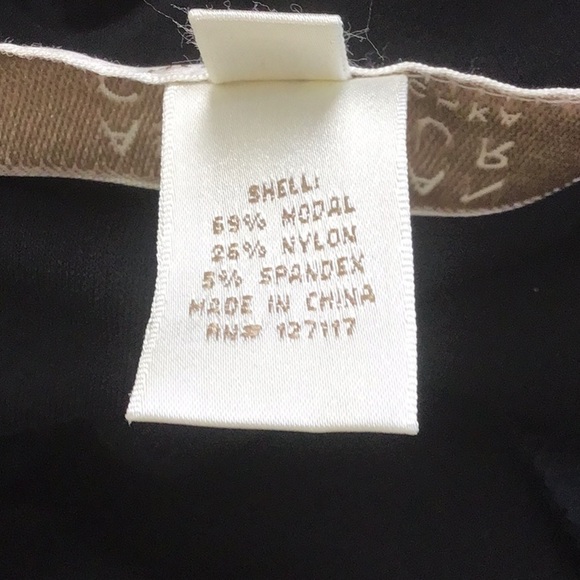 SHELL:
69% MODAL
26% NYLON
5% SPANDEX
MADE IN CHINA
RN# 127117